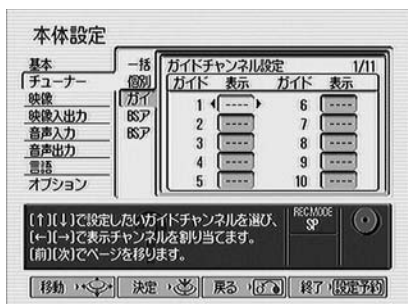 本体設定
基本
チューナー
映像
映像入出力
音声入力
音声出力
言語
オプション
一括
個別
ガイ
BSア
BSア
ガイドチャンネル設定 1/11
ガイド 表示 ガイド 表示
1 ---- 6 ----
2 ---- 7 ----
3 ---- 8 ----
4 ---- 9 ----
5 ---- 10 ----
[↑][↓]で設定したいガイドチャンネルを選び、
[←][→]で表示チャンネルを割り当てます。
[前][次]でページを移ります。
REC MODE
SP
移動 決定 戻る 終了 設定予約